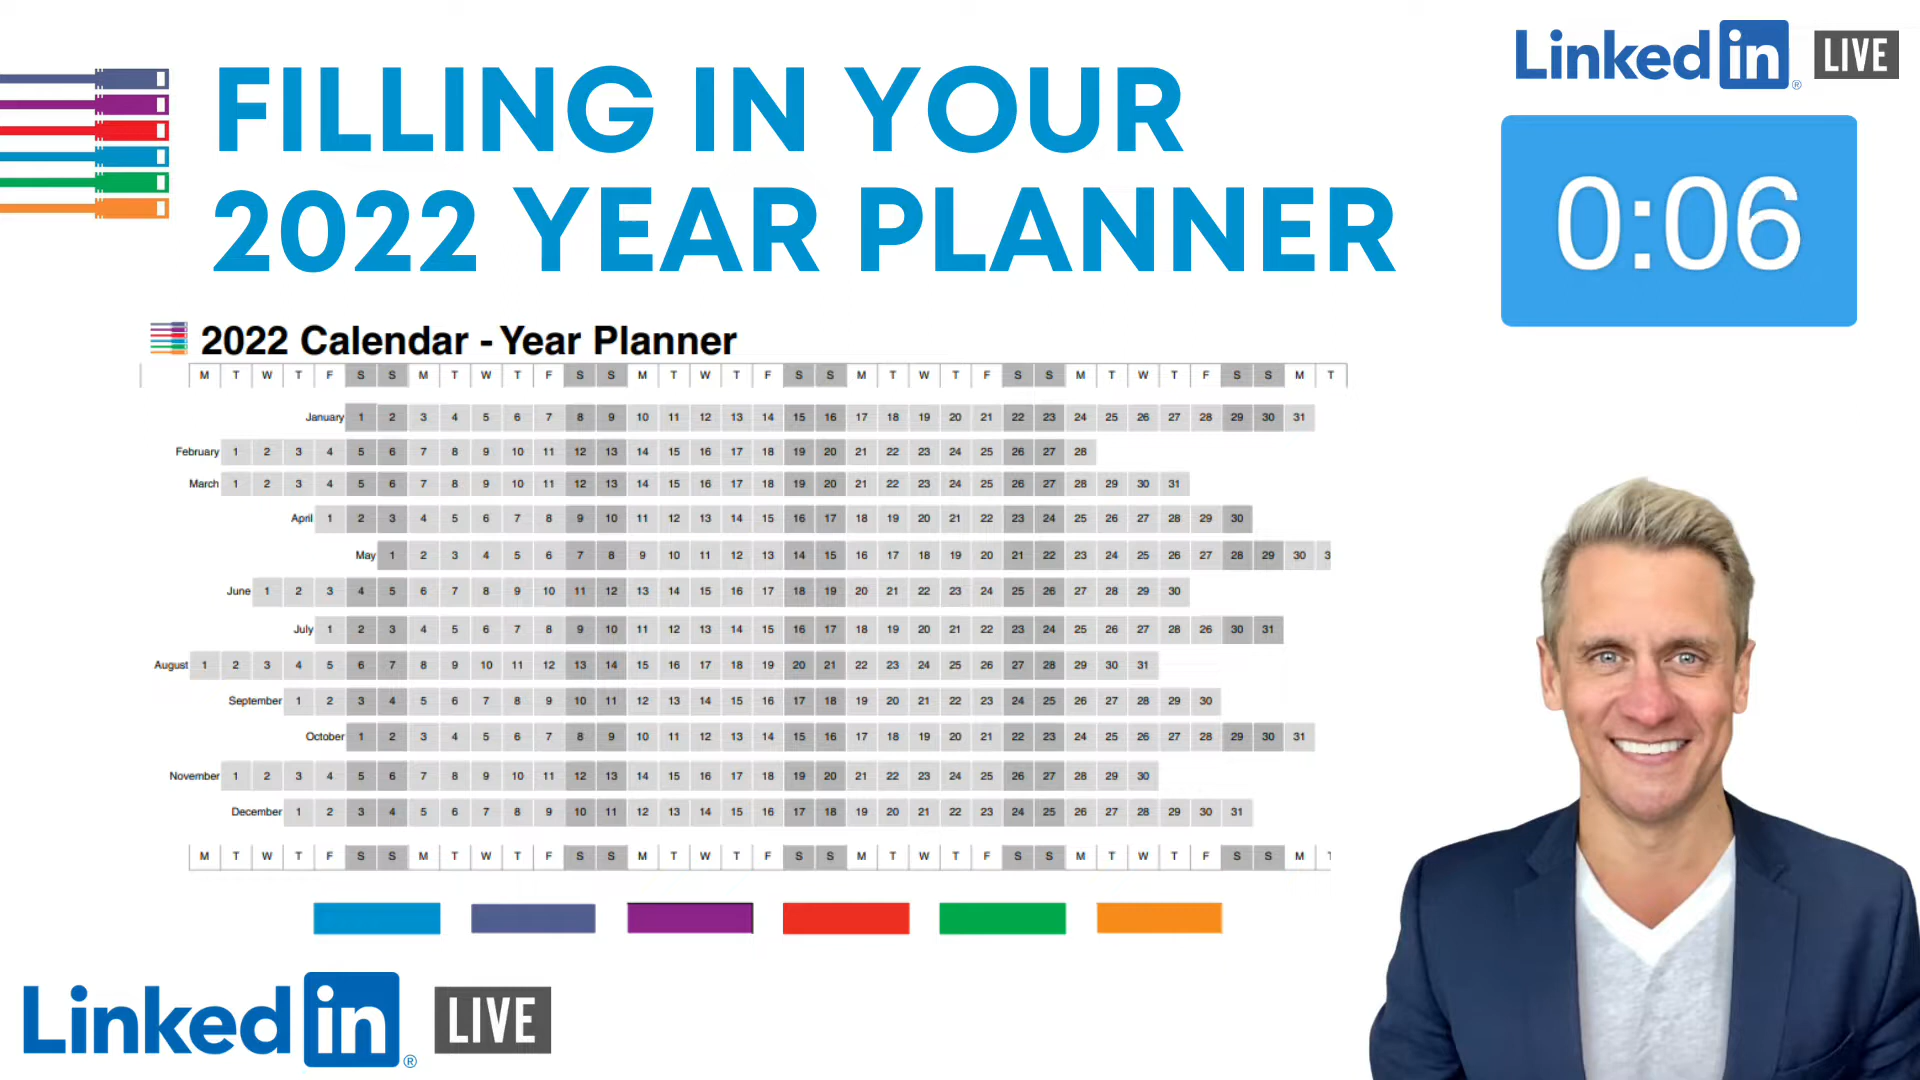 FILLING IN YOUR
2022 YEAR PLANNER
LinkedIn® LIVE
0:06
2022 Calendar - Year Planner
M T W T F S S M T W T F S S M T W T F S S M T W T F S S M T W T F S S M T
January 1 2 3 4 5 6 7 8 9 10 11 12 13 14 15 16 17 18 19 20 21 22 23 24 25 26 27 28 29 30 31
February 1 2 3 4 5 6 7 8 9 10 11 12 13 14 15 16 17 18 19 20 21 22 23 24 25 26 27 28
March 1 2 3 4 5 6 7 8 9 10 11 12 13 14 15 16 17 18 19 20 21 22 23 24 25 26 27 28 29 30 31
April 1 2 3 4 5 6 7 8 9 10 11 12 13 14 15 16 17 18 19 20 21 22 23 24 25 26 27 28 29 30
May 1 2 3 4 5 6 7 8 9 10 11 12 13 14 15 16 17 18 19 20 21 22 23 24 25 26 27 28 29 30 3
June 1 2 3 4 5 6 7 8 9 10 11 12 13 14 15 16 17 18 19 20 21 22 23 24 25 26 27 28 29 30
July 1 2 3 4 5 6 7 8 9 10 11 12 13 14 15 16 17 18 19 20 21 22 23 24 25 26 27 28 26 30 31
August 1 2 3 4 5 6 7 8 9 10 11 12 13 14 15 16 17 18 19 20 21 22 23 24 25 26 27 28 29 30 31
September 1 2 3 4 5 6 7 8 9 10 11 12 13 14 15 16 17 18 19 20 21 22 23 24 25 26 27 28 29 30
October 1 2 3 4 5 6 7 8 9 10 11 12 13 14 15 16 17 18 19 20 21 22 23 24 25 26 27 28 29 30 31
November 1 2 3 4 5 6 7 8 9 10 11 12 13 14 15 16 17 18 19 20 21 22 23 24 25 26 27 28 29 30
December 1 2 3 4 5 6 7 8 9 10 11 12 13 14 15 16 17 18 19 20 21 22 23 24 25 26 27 28 29 30 31
M T W T F S S M T W T F S S M T W T F S S M T W T F S S M T W T F S S M T
LinkedIn® LIVE